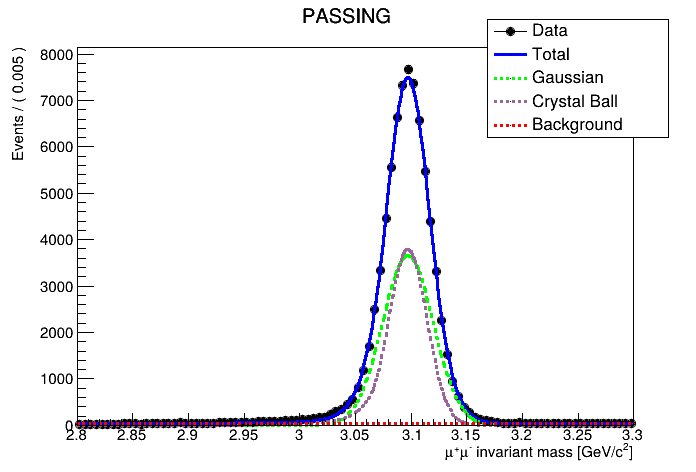 PASSING
Events / ( 0.005 )
8000
7000
6000
5000
4000
3000
2000
1000
0
Data
Total
Gaussian
Crystal Ball
Background
2.8 2.85 2.9 2.95 3 3.05 3.1 3.15 3.2 3.25 3.3
μ⁺μ⁻ invariant mass [GeV/c²]